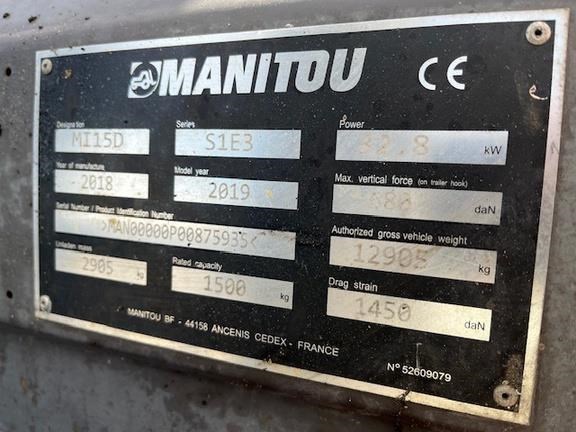 MANITOU CE
Designation Series Power
MI15D S1E3 32.8 kW
Year of manufacture Model year Max. vertical force (on trailer hook)
2018 2019 daN
Serial Number / Product Identification Number Authorized gross vehicle weight
>MAN00000P00875935< 12905 kg
Unladen mass Rated capacity Drag strain
2905 kg 1500 kg 1450 daN
MANITOU BF - 44158 ANCENIS CEDEX - FRANCE
N° 52609079